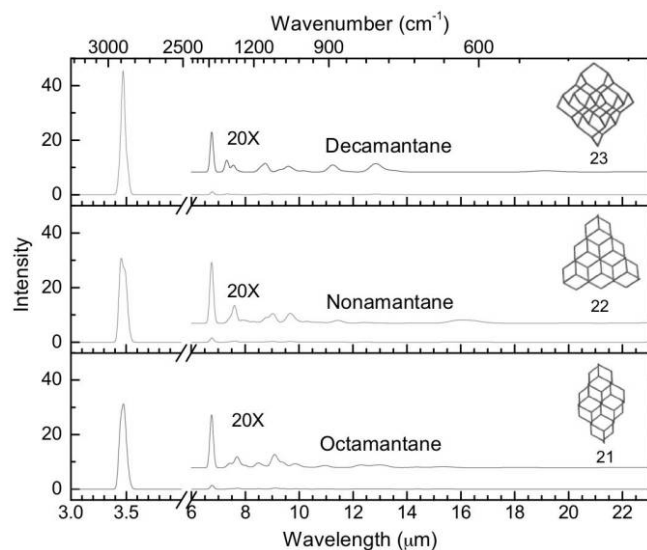 Wavenumber (cm⁻¹)
3000 2500 1200 900 600
40
20
0
20X
Decamantane
23
Intensity
40
20
0
20X
Nonamantane
22
40
20
0
20X
Octamantane
21
3.0 3.5 6 8 10 12 14 16 18 20 22
Wavelength (μm)